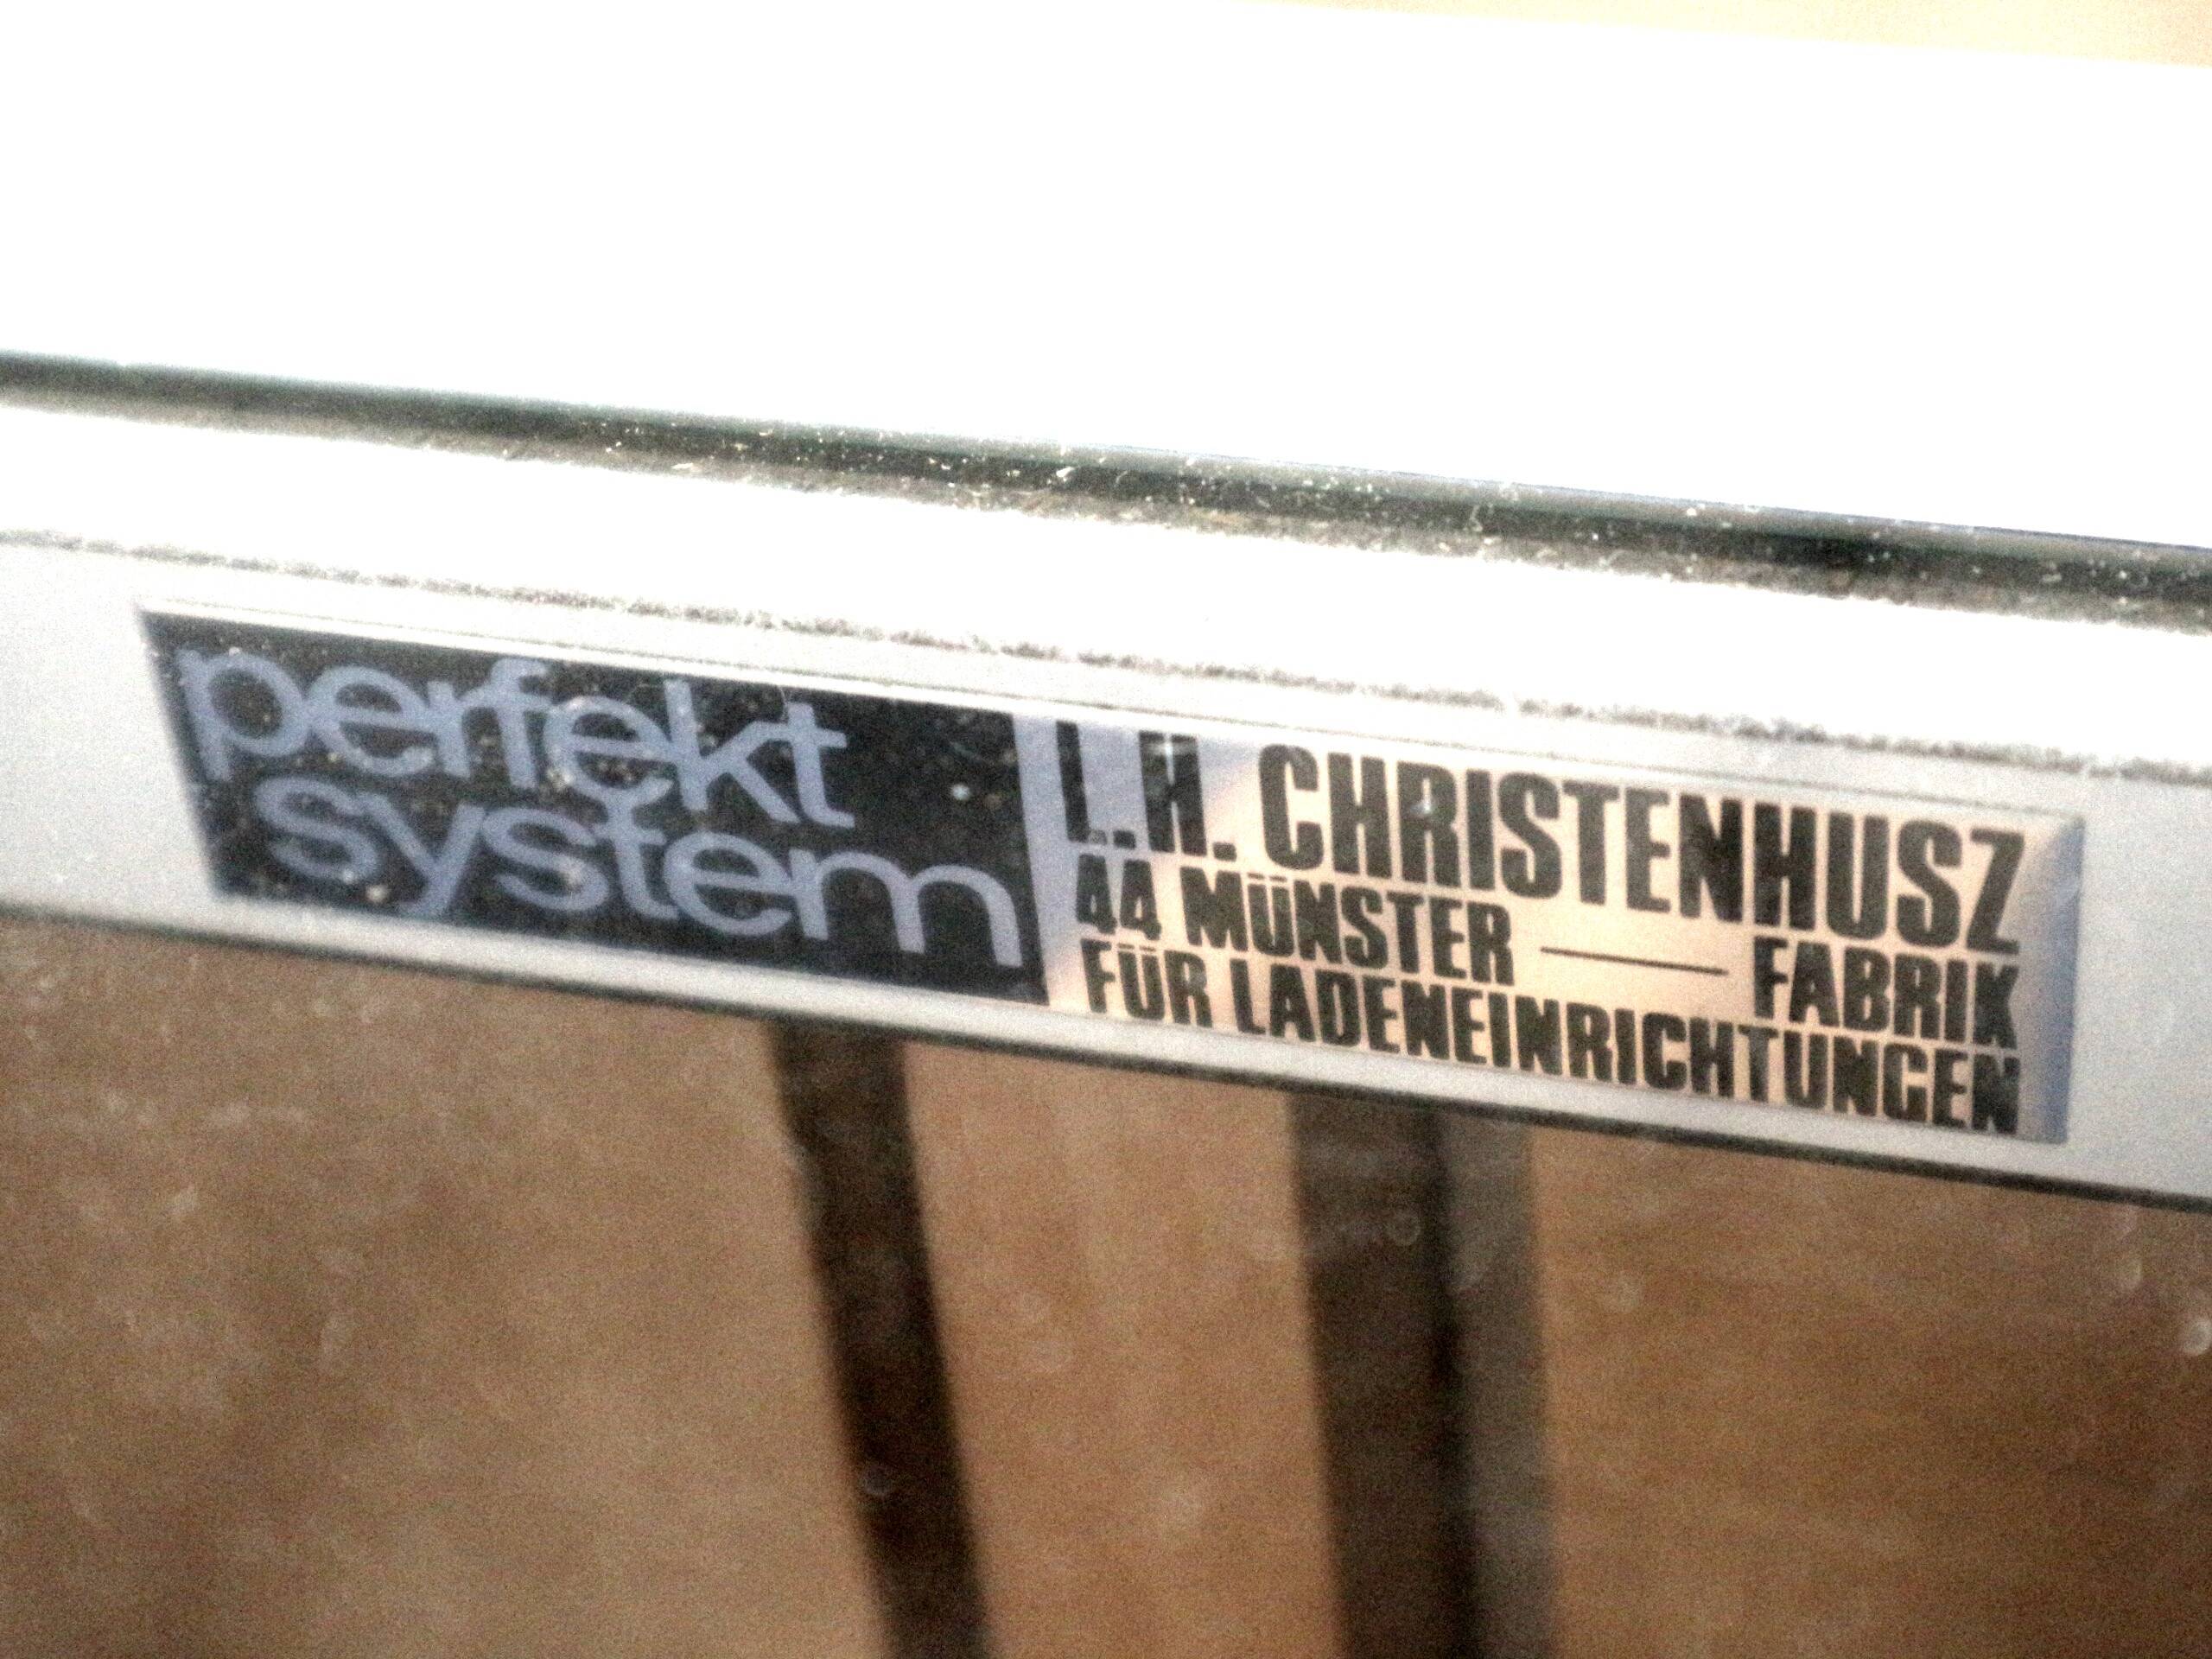 perfekt
system
L.H. CHRISTENHUSZ
44 MÜNSTER — FABRIK
FÜR LADENEINRICHTUNGEN